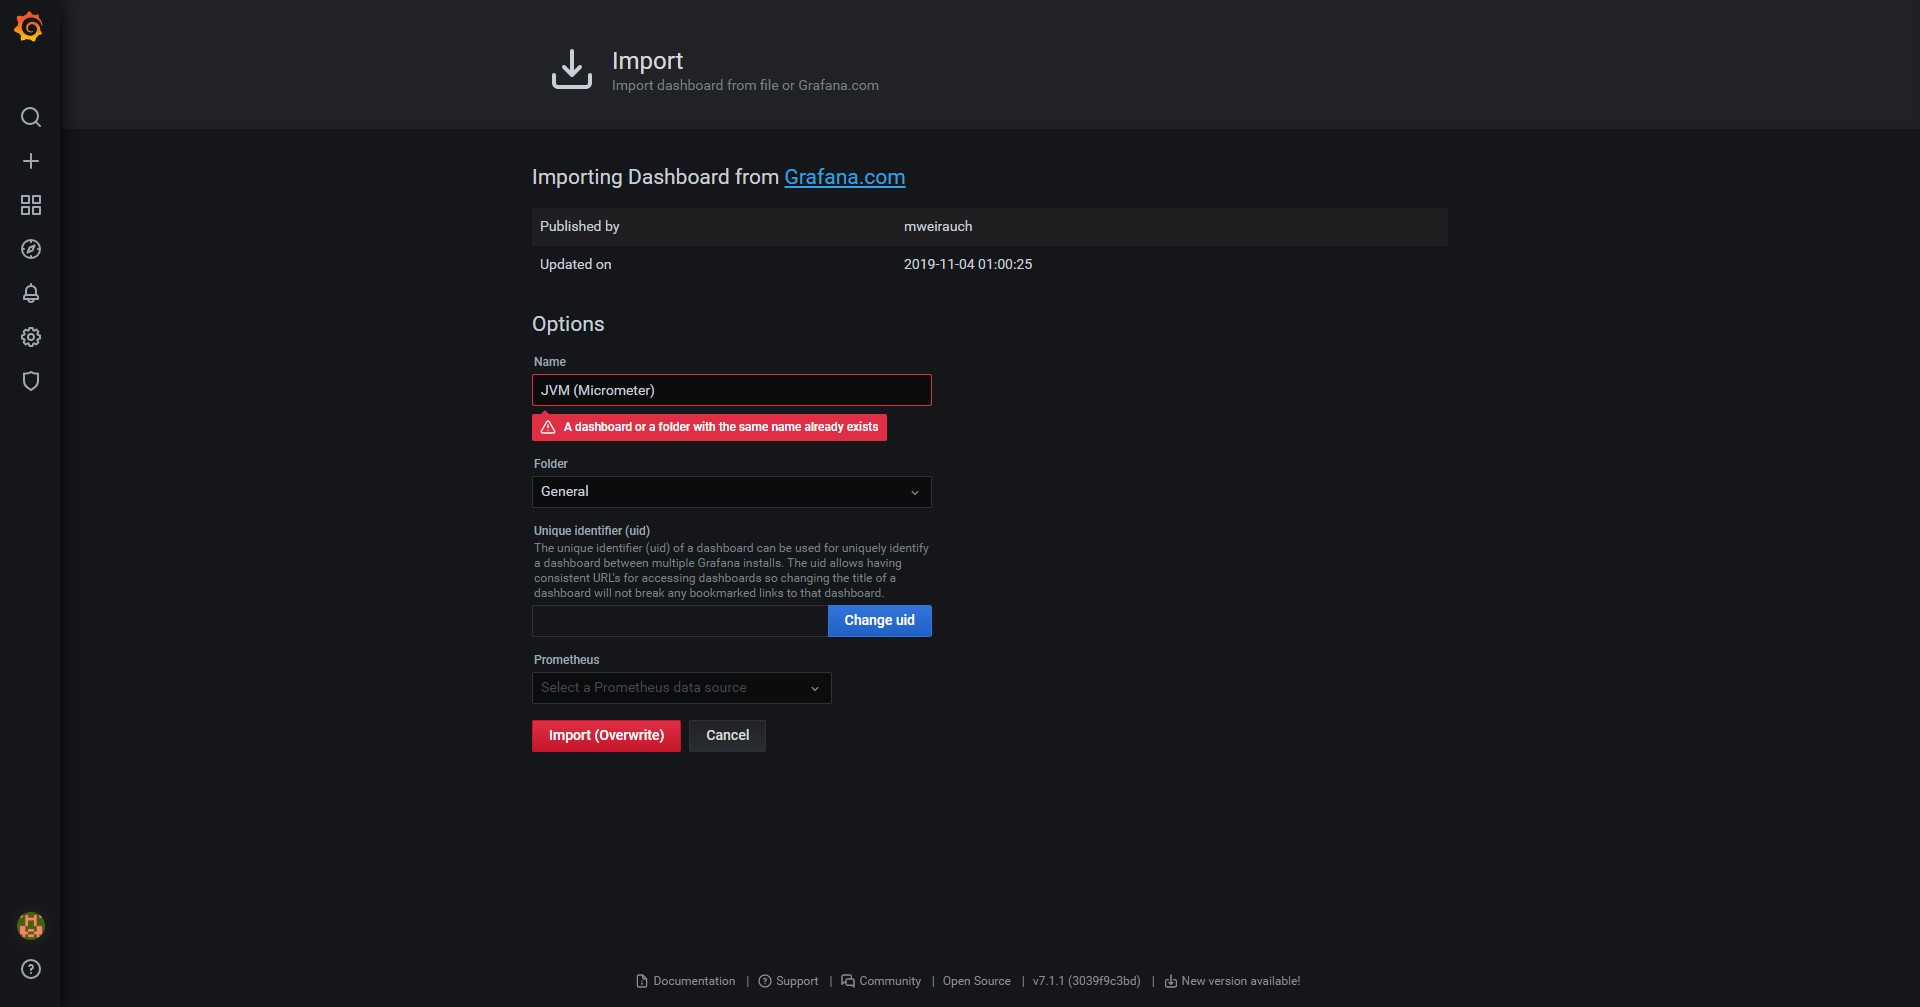 Import
Import dashboard from file or Grafana.com
Importing Dashboard from Grafana.com
Published by mweirauch
Updated on 2019-11-04 01:00:25
Options
Name
JVM (Micrometer)
A dashboard or a folder with the same name already exists
Folder
General
Unique identifier (uid)
The unique identifier (uid) of a dashboard can be used for uniquely identify
a dashboard between multiple Grafana installs. The uid allows having
consistent URL's for accessing dashboards so changing the title of a
dashboard will not break any bookmarked links to that dashboard.
Change uid
Prometheus
Select a Prometheus data source
Import (Overwrite) Cancel
Documentation | Support | Community | Open Source | v7.1.1 (3039f9c3bd) | New version available!